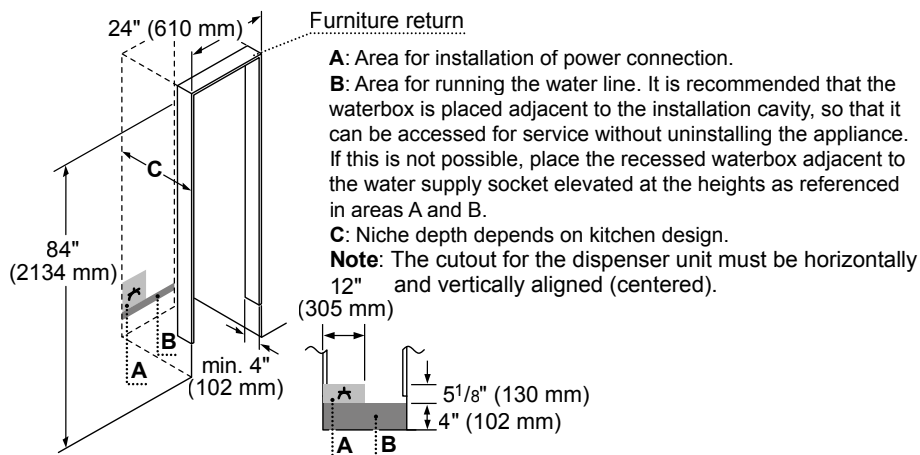 24" (610 mm)
Furniture return
A: Area for installation of power connection.
B: Area for running the water line. It is recommended that the
waterbox is placed adjacent to the installation cavity, so that it
can be accessed for service without uninstalling the appliance.
If this is not possible, place the recessed waterbox adjacent to
the water supply socket elevated at the heights as referenced
in areas A and B.
C: Niche depth depends on kitchen design.
Note: The cutout for the dispenser unit must be horizontally
and vertically aligned (centered).
C
84"
(2134 mm)
12"
(305 mm)
B
A
min. 4"
(102 mm)
5 1/8" (130 mm)
4" (102 mm)
A
B